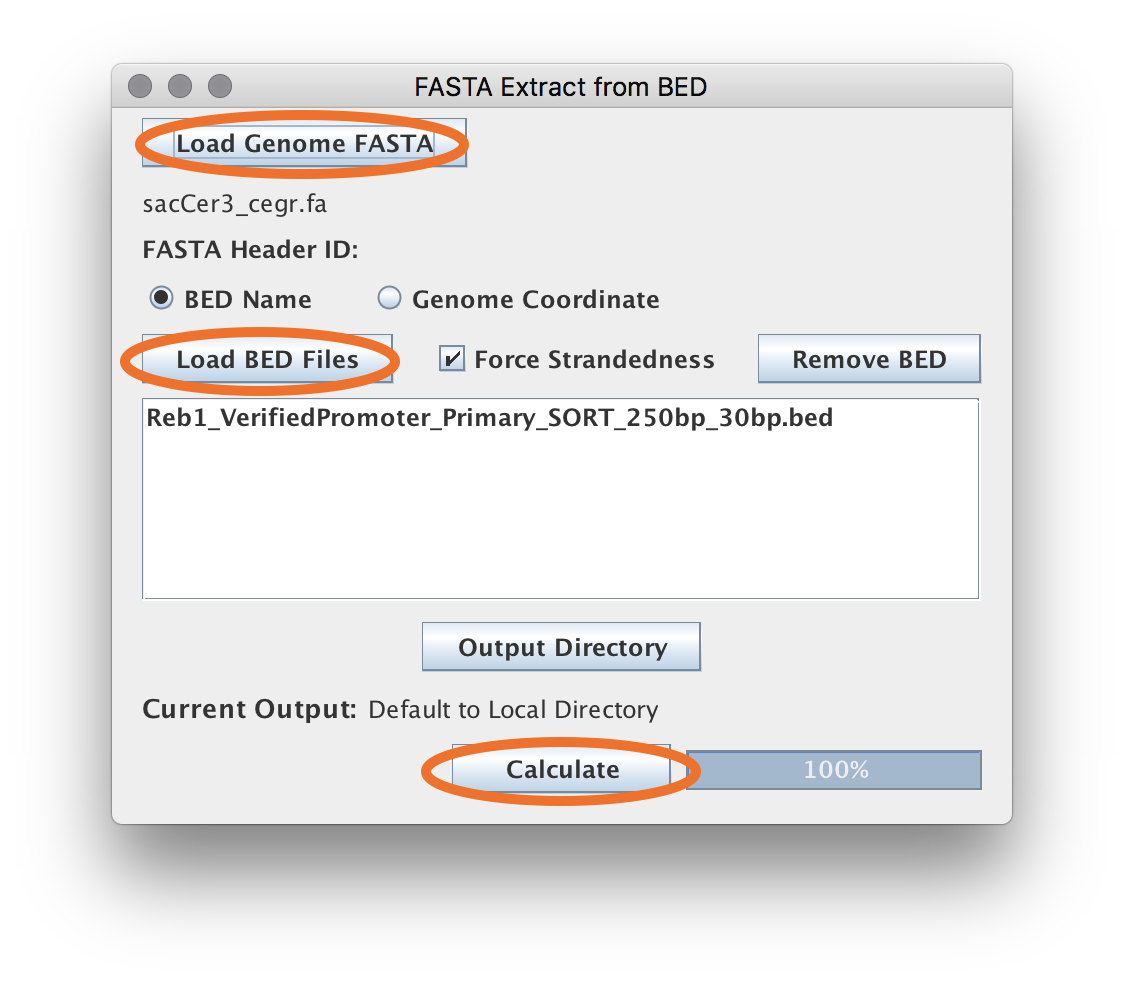 FASTA Extract from BED
Load Genome FASTA
sacCer3_cegr.fa
FASTA Header ID:
BED Name Genome Coordinate
Load BED Files Force Strandedness Remove BED
Reb1_VerifiedPromoter_Primary_SORT_250bp_30bp.bed
Output Directory
Current Output: Default to Local Directory
Calculate 100%